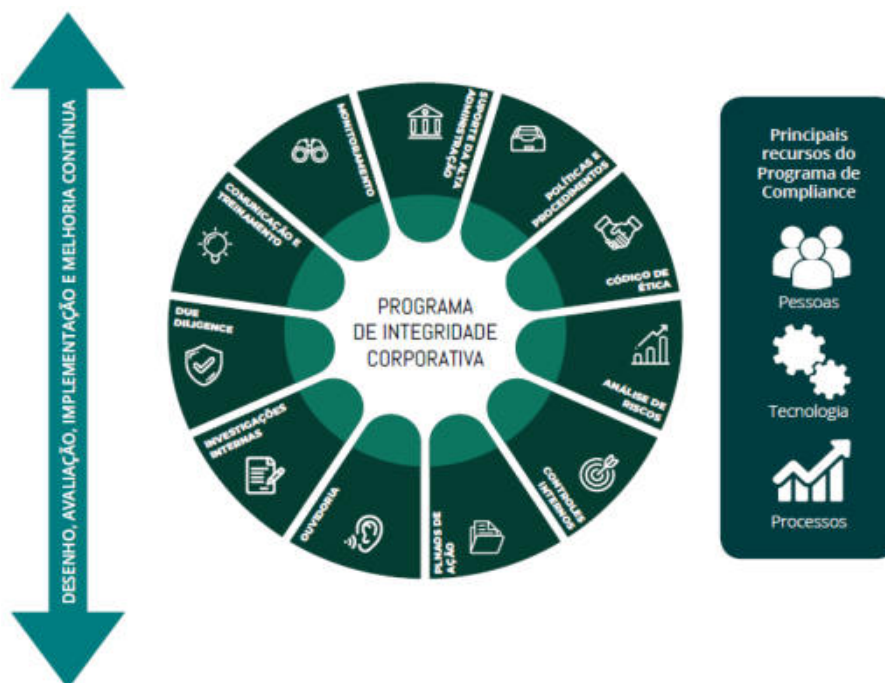 DESENHO, AVALIAÇÃO, IMPLEMENTAÇÃO E MELHORIA CONTÍNUA
SUPORTE DA ALTA
ADMINISTRAÇÃO
POLÍTICAS E
PROCEDIMENTOS
CÓDIGO DE
ÉTICA
ANÁLISE DE
RISCOS
CONTROLES
INTERNOS
PLNAOS DE
AÇÃO
OUVIDORIA
INVESTIGAÇÕES
INTERNAS
DUE
DILIGENCE
COMUNICAÇÃO E
TREINAMENTO
MONITORAMENTO
PROGRAMA
DE INTEGRIDADE
CORPORATIVA
Principais
recursos do
Programa de
Compliance
Pessoas
Tecnologia
Processos